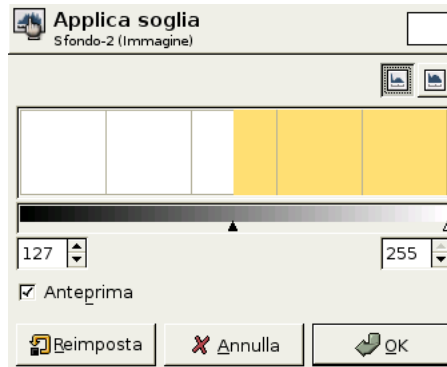 Applica soglia
Sfondo-2 (Immagine)
127 255
Anteprima
Reimposta Annulla OK